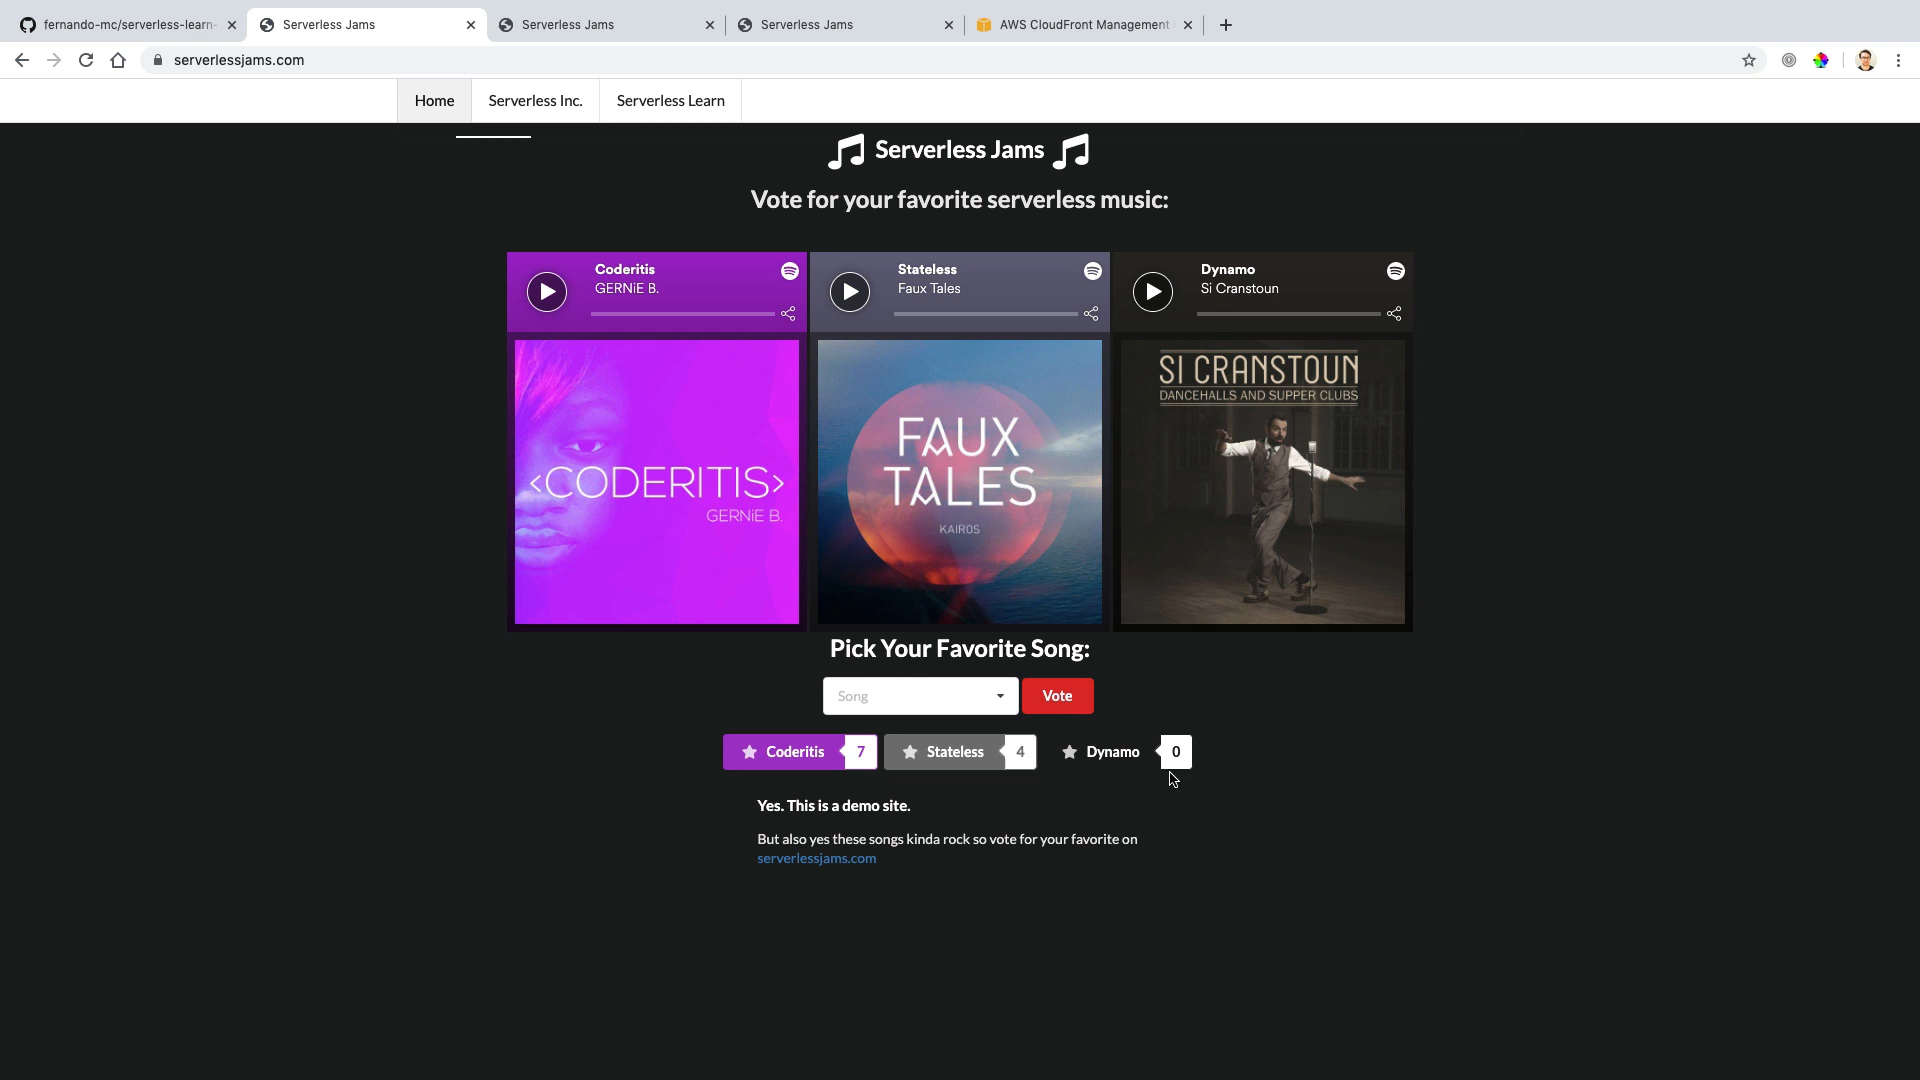 fernando-mc/serverless-learn-
Serverless Jams
Serverless Jams
Serverless Jams
AWS CloudFront Management
serverlessjams.com
Home
Serverless Inc.
Serverless Learn
Serverless Jams
Vote for your favorite serverless music:
Coderitis
GERNiE B.
Stateless
Faux Tales
Dynamo
Si Cranstoun
<CODERITIS>
GERNiE B.
FAUX
TALES
KAIROS
SI CRANSTOUN
DANCEHALLS AND SUPPER CLUBS
Pick Your Favorite Song:
Song
Vote
Coderitis 7
Stateless 4
Dynamo 0
Yes. This is a demo site.
But also yes these songs kinda rock so vote for your favorite on
serverlessjams.com